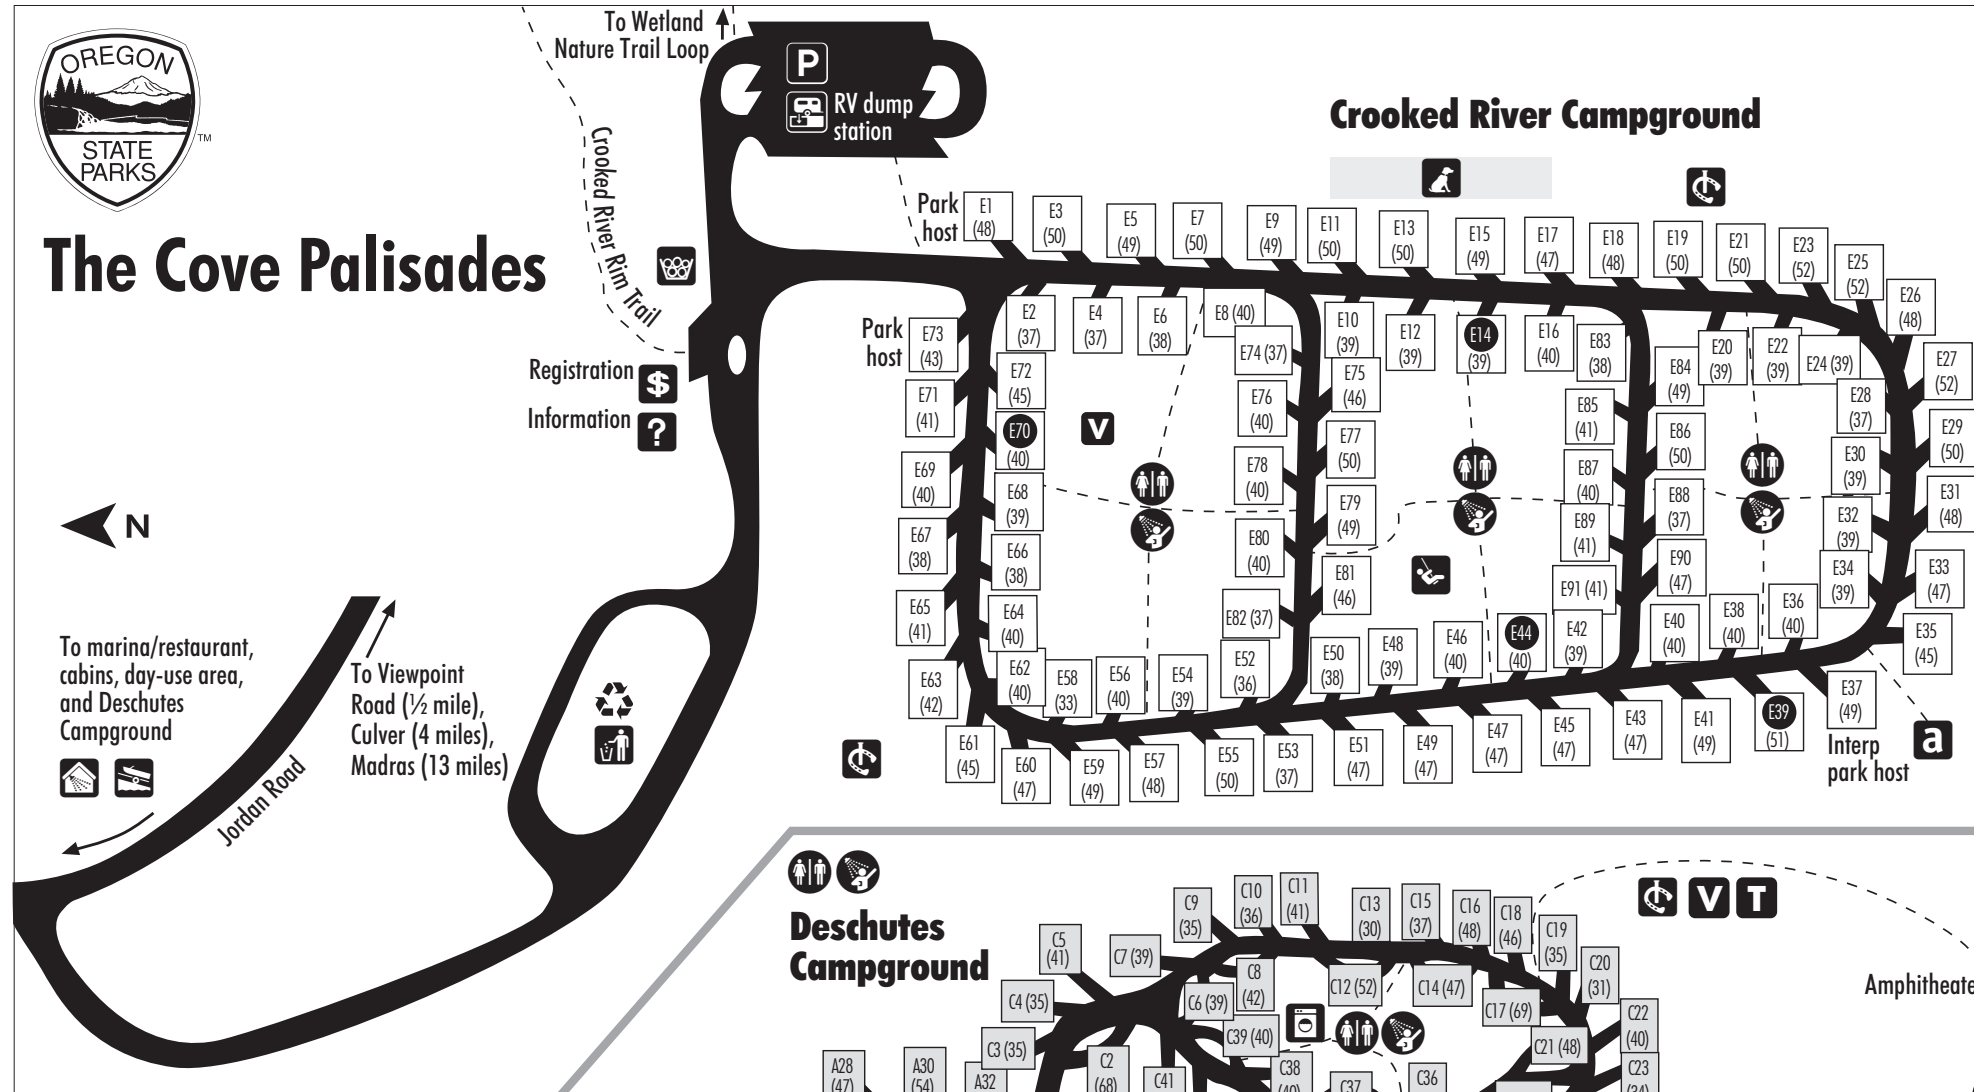 OREGON
STATE
PARKS
TM
The Cove Palisades
To Wetland
Nature Trail Loop
P
RV dump
station
Crooked River Rim Trail
Registration $
Information ?
N
To marina/restaurant,
cabins, day-use area,
and Deschutes
Campground
To Viewpoint
Road (½ mile),
Culver (4 miles),
Madras (13 miles)
Jordan Road
Crooked River Campground
Park
host
E1
(48)
E3
(50)
E5
(49)
E7
(50)
E9
(49)
E11
(50)
E13
(50)
E15
(49)
E17
(47)
E18
(48)
E19
(50)
E21
(50)
E23
(52)
E25
(52)
E26
(48)
E2
(37)
E4
(37)
E6
(38)
E8 (40)
E10
(39)
E12
(39)
E14
(39)
E16
(40)
E83
(38)
E20
(39)
E22
(39)
E24 (39)
E27
(52)
Park
host
E73
(43)
E72
(45)
E74 (37)
E75
(46)
E84
(49)
E28
(37)
E71
(41)
E70
(40)
V
E76
(40)
E77
(50)
E85
(41)
E86
(50)
E29
(50)
E30
(39)
E69
(40)
E68
(39)
E78
(40)
E79
(49)
E87
(40)
E88
(37)
E31
(48)
E32
(39)
E67
(38)
E66
(38)
E80
(40)
E81
(46)
E89
(41)
E90
(47)
E33
(47)
E34
(39)
E65
(41)
E64
(40)
E82 (37)
E91 (41)
E63
(42)
E62
(40)
E58
(33)
E56
(40)
E54
(39)
E52
(36)
E50
(38)
E48
(39)
E46
(40)
E44
(40)
E42
(39)
E40
(40)
E38
(40)
E36
(40)
E35
(45)
E61
(45)
E60
(47)
E59
(49)
E57
(48)
E55
(50)
E53
(37)
E51
(47)
E49
(47)
E47
(47)
E45
(47)
E43
(47)
E41
(49)
E39
(51)
E37
(49)
Interp
park host
a
Deschutes
Campground
C9
(35)
C10
(36)
C11
(41)
C13
(30)
C15
(37)
C16
(48)
C18
(46)
C19
(35)
C20
(31)
V T
C5
(41)
C7 (39)
C8
(42)
C12 (52)
C14 (47)
C17 (69)
C22
(40)
C4 (35)
C6 (39)
C3 (35)
C39 (40)
C21 (48)
C23
(34)
A28
(47)
A30
(54)
A32
C2
(68)
C41
C38
(40)
C37
C36